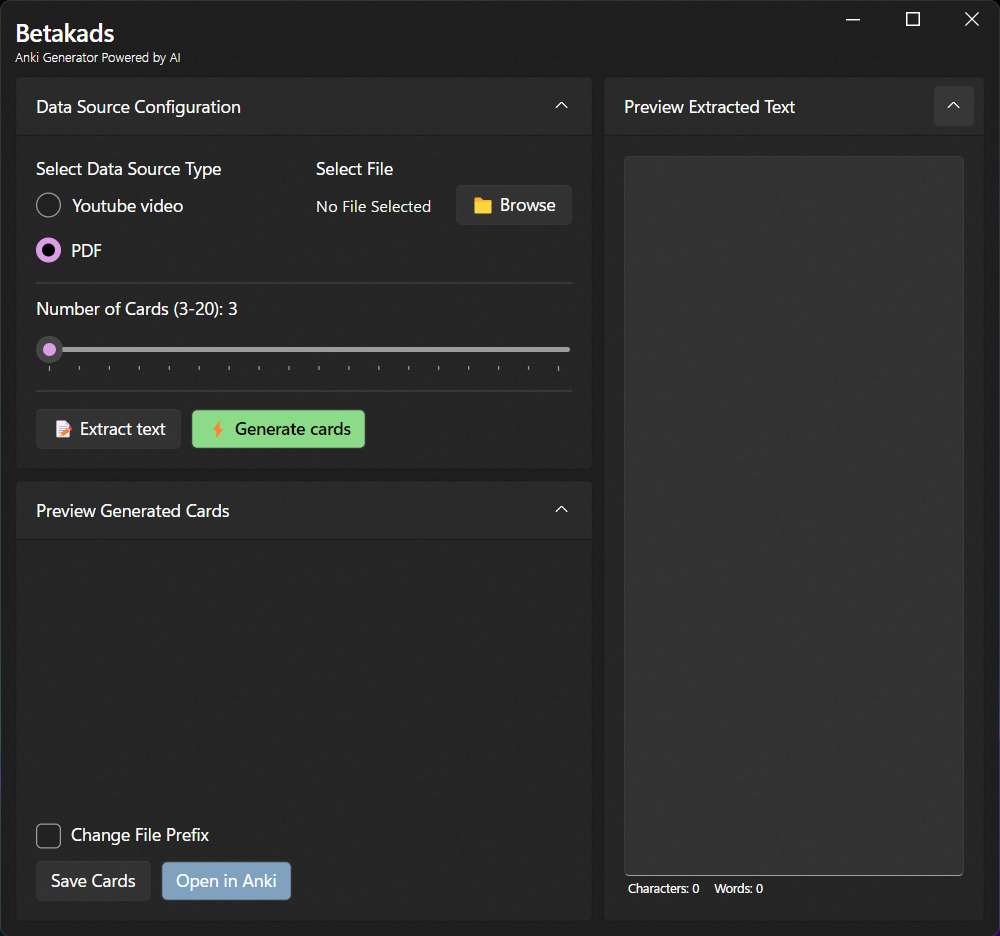 Betakads
Anki Generator Powered by AI
Data Source Configuration
Select Data Source Type
Youtube video
PDF
Select File
No File Selected
Browse
Number of Cards (3-20): 3
Extract text
Generate cards
Preview Generated Cards
Change File Prefix
Save Cards
Open in Anki
Preview Extracted Text
Characters: 0 Words: 0